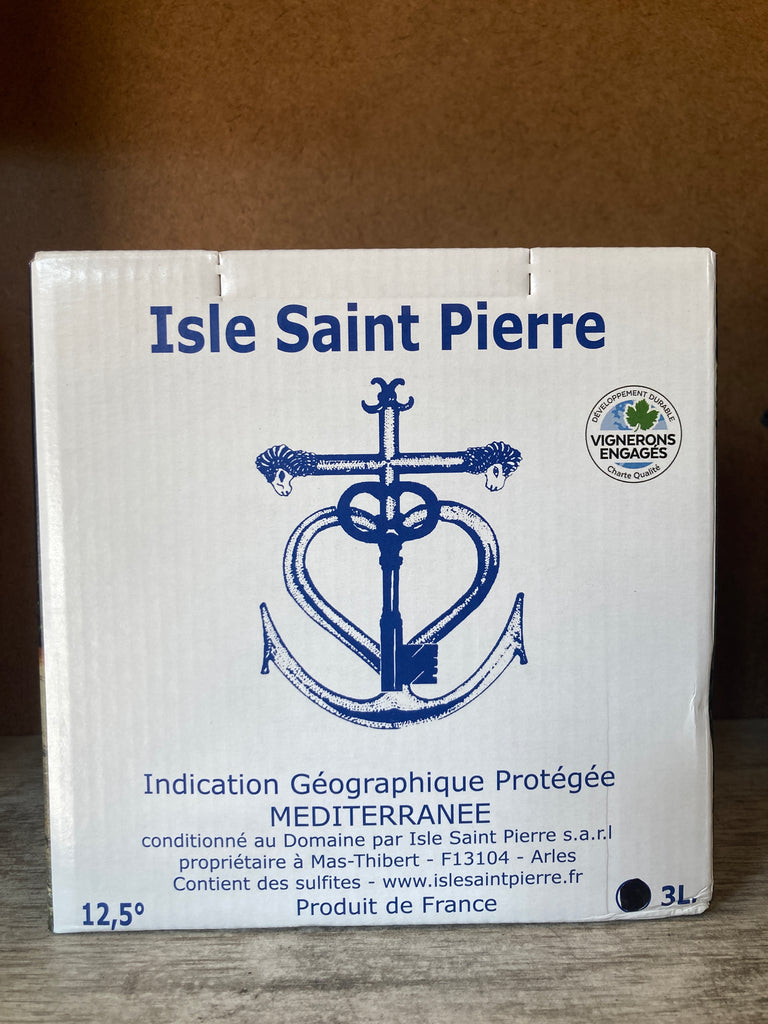 Isle Saint Pierre
DÉVELOPPEMENT DURABLE
VIGNERONS
ENGAGÉS
Charte Qualité
Indication Géographique Protégée
MEDITERRANEE
conditionné au Domaine par Isle Saint Pierre s.a.r.l
propriétaire à Mas-Thibert - F13104 - Arles
Contient des sulfites - www.islesaintpierre.fr
12,5º
Produit de France
3L.